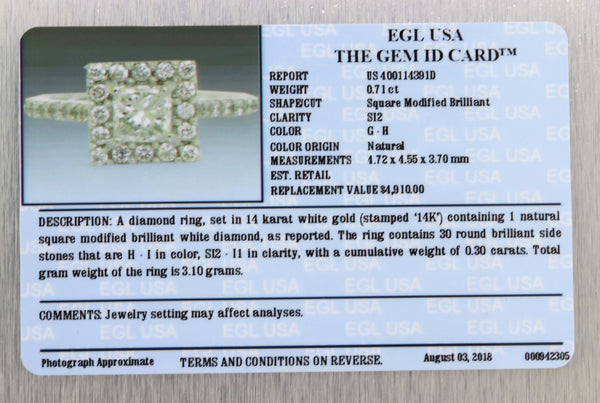 EGL USA
THE GEM ID CARD™
REPORT US 400114391D
WEIGHT 0.71 ct
SHAPE/CUT Square Modified Brilliant
CLARITY SI2
COLOR G - H
COLOR ORIGIN Natural
MEASUREMENTS 4.72 x 4.55 x 3.70 mm
EST. RETAIL
REPLACEMENT VALUE $4,910.00
DESCRIPTION: A diamond ring, set in 14 karat white gold (stamped '14K') containing 1 natural
square modified brilliant white diamond, as reported. The ring contains 30 round brilliant side
stones that are H - I in color, SI2 - I1 in clarity, with a cumulative weight of 0.30 carats. Total
gram weight of the ring is 3.10 grams.
COMMENTS: Jewelry setting may affect analyses.
Photograph Approximate TERMS AND CONDITIONS ON REVERSE. August 03, 2018 000942305